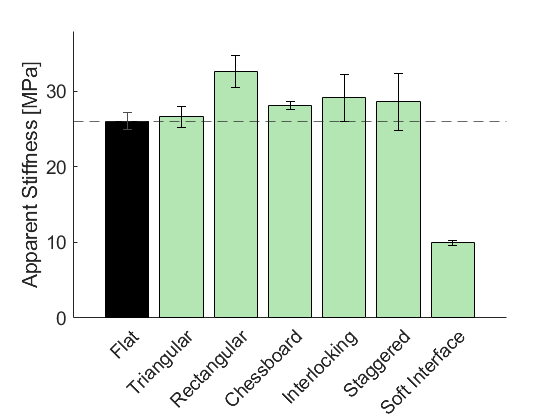 Apparent Stiffness [MPa]
30
20
10
0
Flat
Triangular
Rectangular
Chessboard
Interlocking
Staggered
Soft Interface